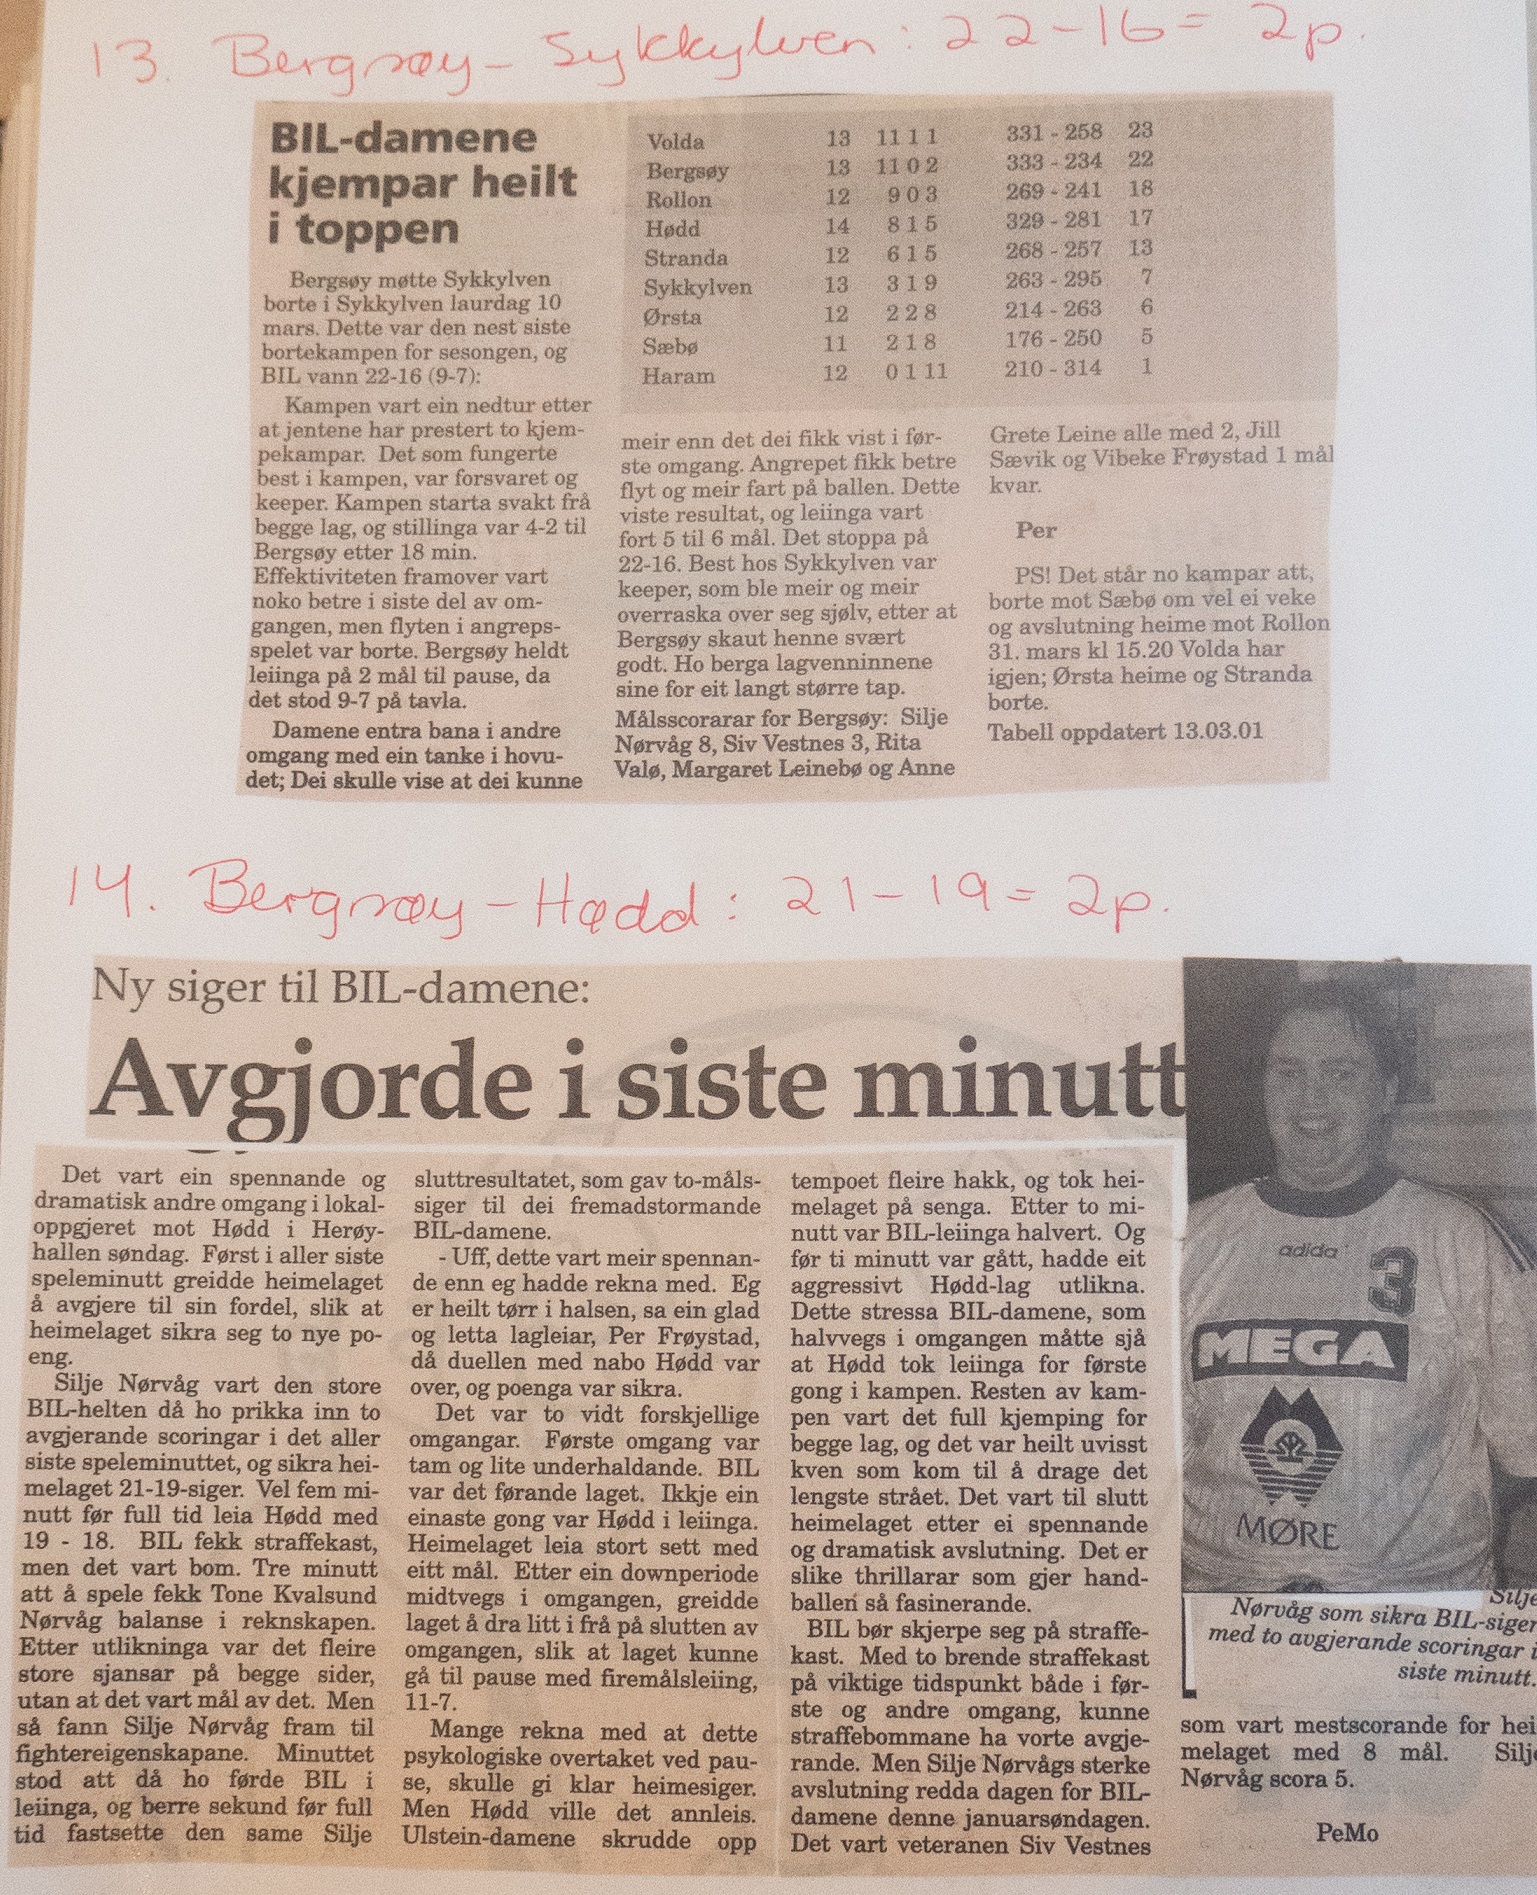 13. Bergsøy - Sykkylven: 22-16= 2p.
BIL-damene
kjempar heilt
i toppen
Bergsøy møtte Sykkylven
borte i Sykkylven laurdag 10
mars. Dette var den nest siste
bortekampen for sesongen, og
BIL vann 22-16 (9-7):
Kampen vart ein nedtur etter
at jentene har prestert to kjem-
pekampar. Det som fungerte
best i kampen, var forsvaret og
keeper. Kampen starta svakt frå
begge lag, og stillinga var 4-2 til
Bergsøy etter 18 min.
Effektiviteten framover vart
noko betre i siste del av om-
gangen, men flyten i angreps-
spelet var borte. Bergsøy heldt
leiinga på 2 mål til pause, da
det stod 9-7 på tavla.
Damene entra bana i andre
omgang med ein tanke i hovu-
det; Dei skulle vise at dei kunne
Volda 13 11 1 1 331 - 258 23
Bergsøy 13 11 0 2 333 - 234 22
Rollon 12 9 0 3 269 - 241 18
Hødd 14 8 1 5 329 - 281 17
Stranda 12 6 1 5 268 - 257 13
Sykkylven 13 3 1 9 263 - 295 7
Ørsta 12 2 2 8 214 - 263 6
Sæbø 11 2 1 8 176 - 250 5
Haram 12 0 1 11 210 - 314 1
meir enn det dei fikk vist i før-
ste omgang. Angrepet fikk betre
flyt og meir fart på ballen. Dette
viste resultat, og leiinga vart
fort 5 til 6 mål. Det stoppa på
22-16. Best hos Sykkylven var
keeper, som ble meir og meir
overraska over seg sjølv, etter at
Bergsøy skaut henne svært
godt. Ho berga lagvenninnene
sine for eit langt større tap.
Målsscorarar for Bergsøy: Silje
Nørvåg 8, Siv Vestnes 3, Rita
Valø, Margaret Leinebø og Anne
Grete Leine alle med 2, Jill
Sævik og Vibeke Frøystad 1 mål
kvar.
Per
PS! Det står no kampar att,
borte mot Sæbø om vel ei veke
og avslutning heime mot Rollon
31. mars kl 15.20 Volda har
igjen; Ørsta heime og Stranda
borte.
Tabell oppdatert 13.03.01
14. Bergsøy - Hødd: 21-19= 2p.
Ny siger til BIL-damene:
Avgjorde i siste minutt
Det vart ein spennande og
dramatisk andre omgang i lokal-
oppgjeret mot Hødd i Herøy-
hallen søndag. Først i aller siste
speleminutt greidde heimelaget
å avgjere til sin fordel, slik at
heimelaget sikra seg to nye po-
eng.
Silje Nørvåg vart den store
BIL-helten då ho prikka inn to
avgjerande scoringar i det aller
siste speleminuttet, og sikra hei-
melaget 21-19-siger. Vel fem mi-
nutt før full tid leia Hødd med
19 - 18. BIL fekk straffekast,
men det vart bom. Tre minutt
att å spele fekk Tone Kvalsund
Nørvåg balanse i reknskapen.
Etter utlikninga var det fleire
store sjansar på begge sider,
utan at det vart mål av det. Men
så fann Silje Nørvåg fram til
fightereigenskapane. Minuttet
stod att då ho førde BIL i
leiinga, og berre sekund før full
tid fastsette den same Silje
sluttresultatet, som gav to-måls-
siger til dei fremadstormande
BIL-damene.
- Uff, dette vart meir spennan-
de enn eg hadde rekna med. Eg
er heilt tørr i halsen, sa ein glad
og letta lagleiar, Per Frøystad,
då duellen med nabo Hødd var
over, og poenga var sikra.
Det var to vidt forskjellige
omgangar. Første omgang var
tam og lite underhaldande. BIL
var det førande laget. Ikkje ein
einaste gong var Hødd i leiinga.
Heimelaget leia stort sett med
eitt mål. Etter ein downperiode
midtvegs i omgangen, greidde
laget å dra litt i frå på slutten av
omgangen, slik at laget kunne
gå til pause med firemålsleiing,
11-7.
Mange rekna med at dette
psykologiske overtaket ved pau-
se, skulle gi klar heimesiger.
Men Hødd ville det annleis.
Ulstein-damene skrudde opp
tempoet fleire hakk, og tok hei-
melaget på senga. Etter to mi-
nutt var BIL-leiinga halvert. Og
før ti minutt var gått, hadde eit
aggressivt Hødd-lag utlikna.
Dette stressa BIL-damene, som
halvvegs i omgangen måtte sjå
at Hødd tok leiinga for første
gong i kampen. Resten av kam-
pen vart det full kjemping for
begge lag, og det var heilt uvisst
kven som kom til å drage det
lengste strået. Det vart til slutt
heimelaget etter ei spennande
og dramatisk avslutning. Det er
slike thrillarar som gjer hand-
ballen så fasinerande.
BIL bør skjerpe seg på straffe-
kast. Med to brende straffekast
på viktige tidspunkt både i før-
ste og andre omgang, kunne
straffebommane ha vorte avgje-
rande. Men Silje Nørvågs sterke
avslutning redda dagen for BIL-
damene denne januarsøndagen.
Det vart veteranen Siv Vestnes
adidas
3
MEGA
MØRE
Silje
Nørvåg som sikra BIL-siger
med to avgjerande scoringar i
siste minutt.
som vart mestscorande for hei
melaget med 8 mål. Silje
Nørvåg scora 5.
PeMo